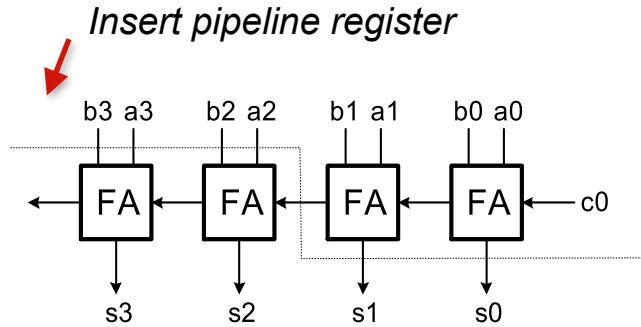 Insert pipeline register
b3 a3 b2 a2 b1 a1 b0 a0
FA FA FA FA c0
s3 s2 s1 s0